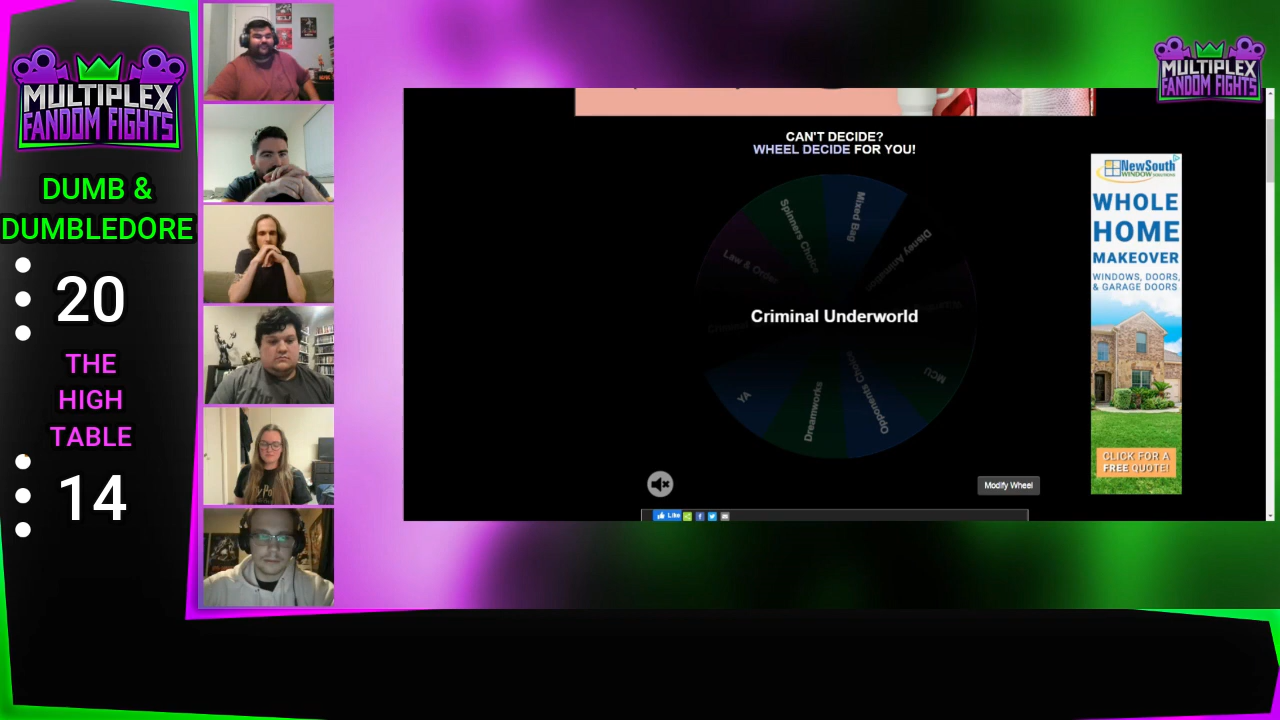 MULTIPLEX
FANDOM FIGHTS
DUMB &
DUMBLEDORE
20
THE
HIGH
TABLE
14
CAN'T DECIDE?
WHEEL DECIDE FOR YOU!
Mixed Bag
Spinners Choice
Disney Animation
Law & Order
Criminal Underworld
MCU
YA
Dreamworks
Opponents Choice
Modify Wheel
Like
NewSouth
WINDOW SOLUTIONS
WHOLE
HOME
MAKEOVER
WINDOWS, DOORS,
& GARAGE DOORS
CLICK FOR A
FREE QUOTE!
MULTIPLEX
FANDOM FIGHTS